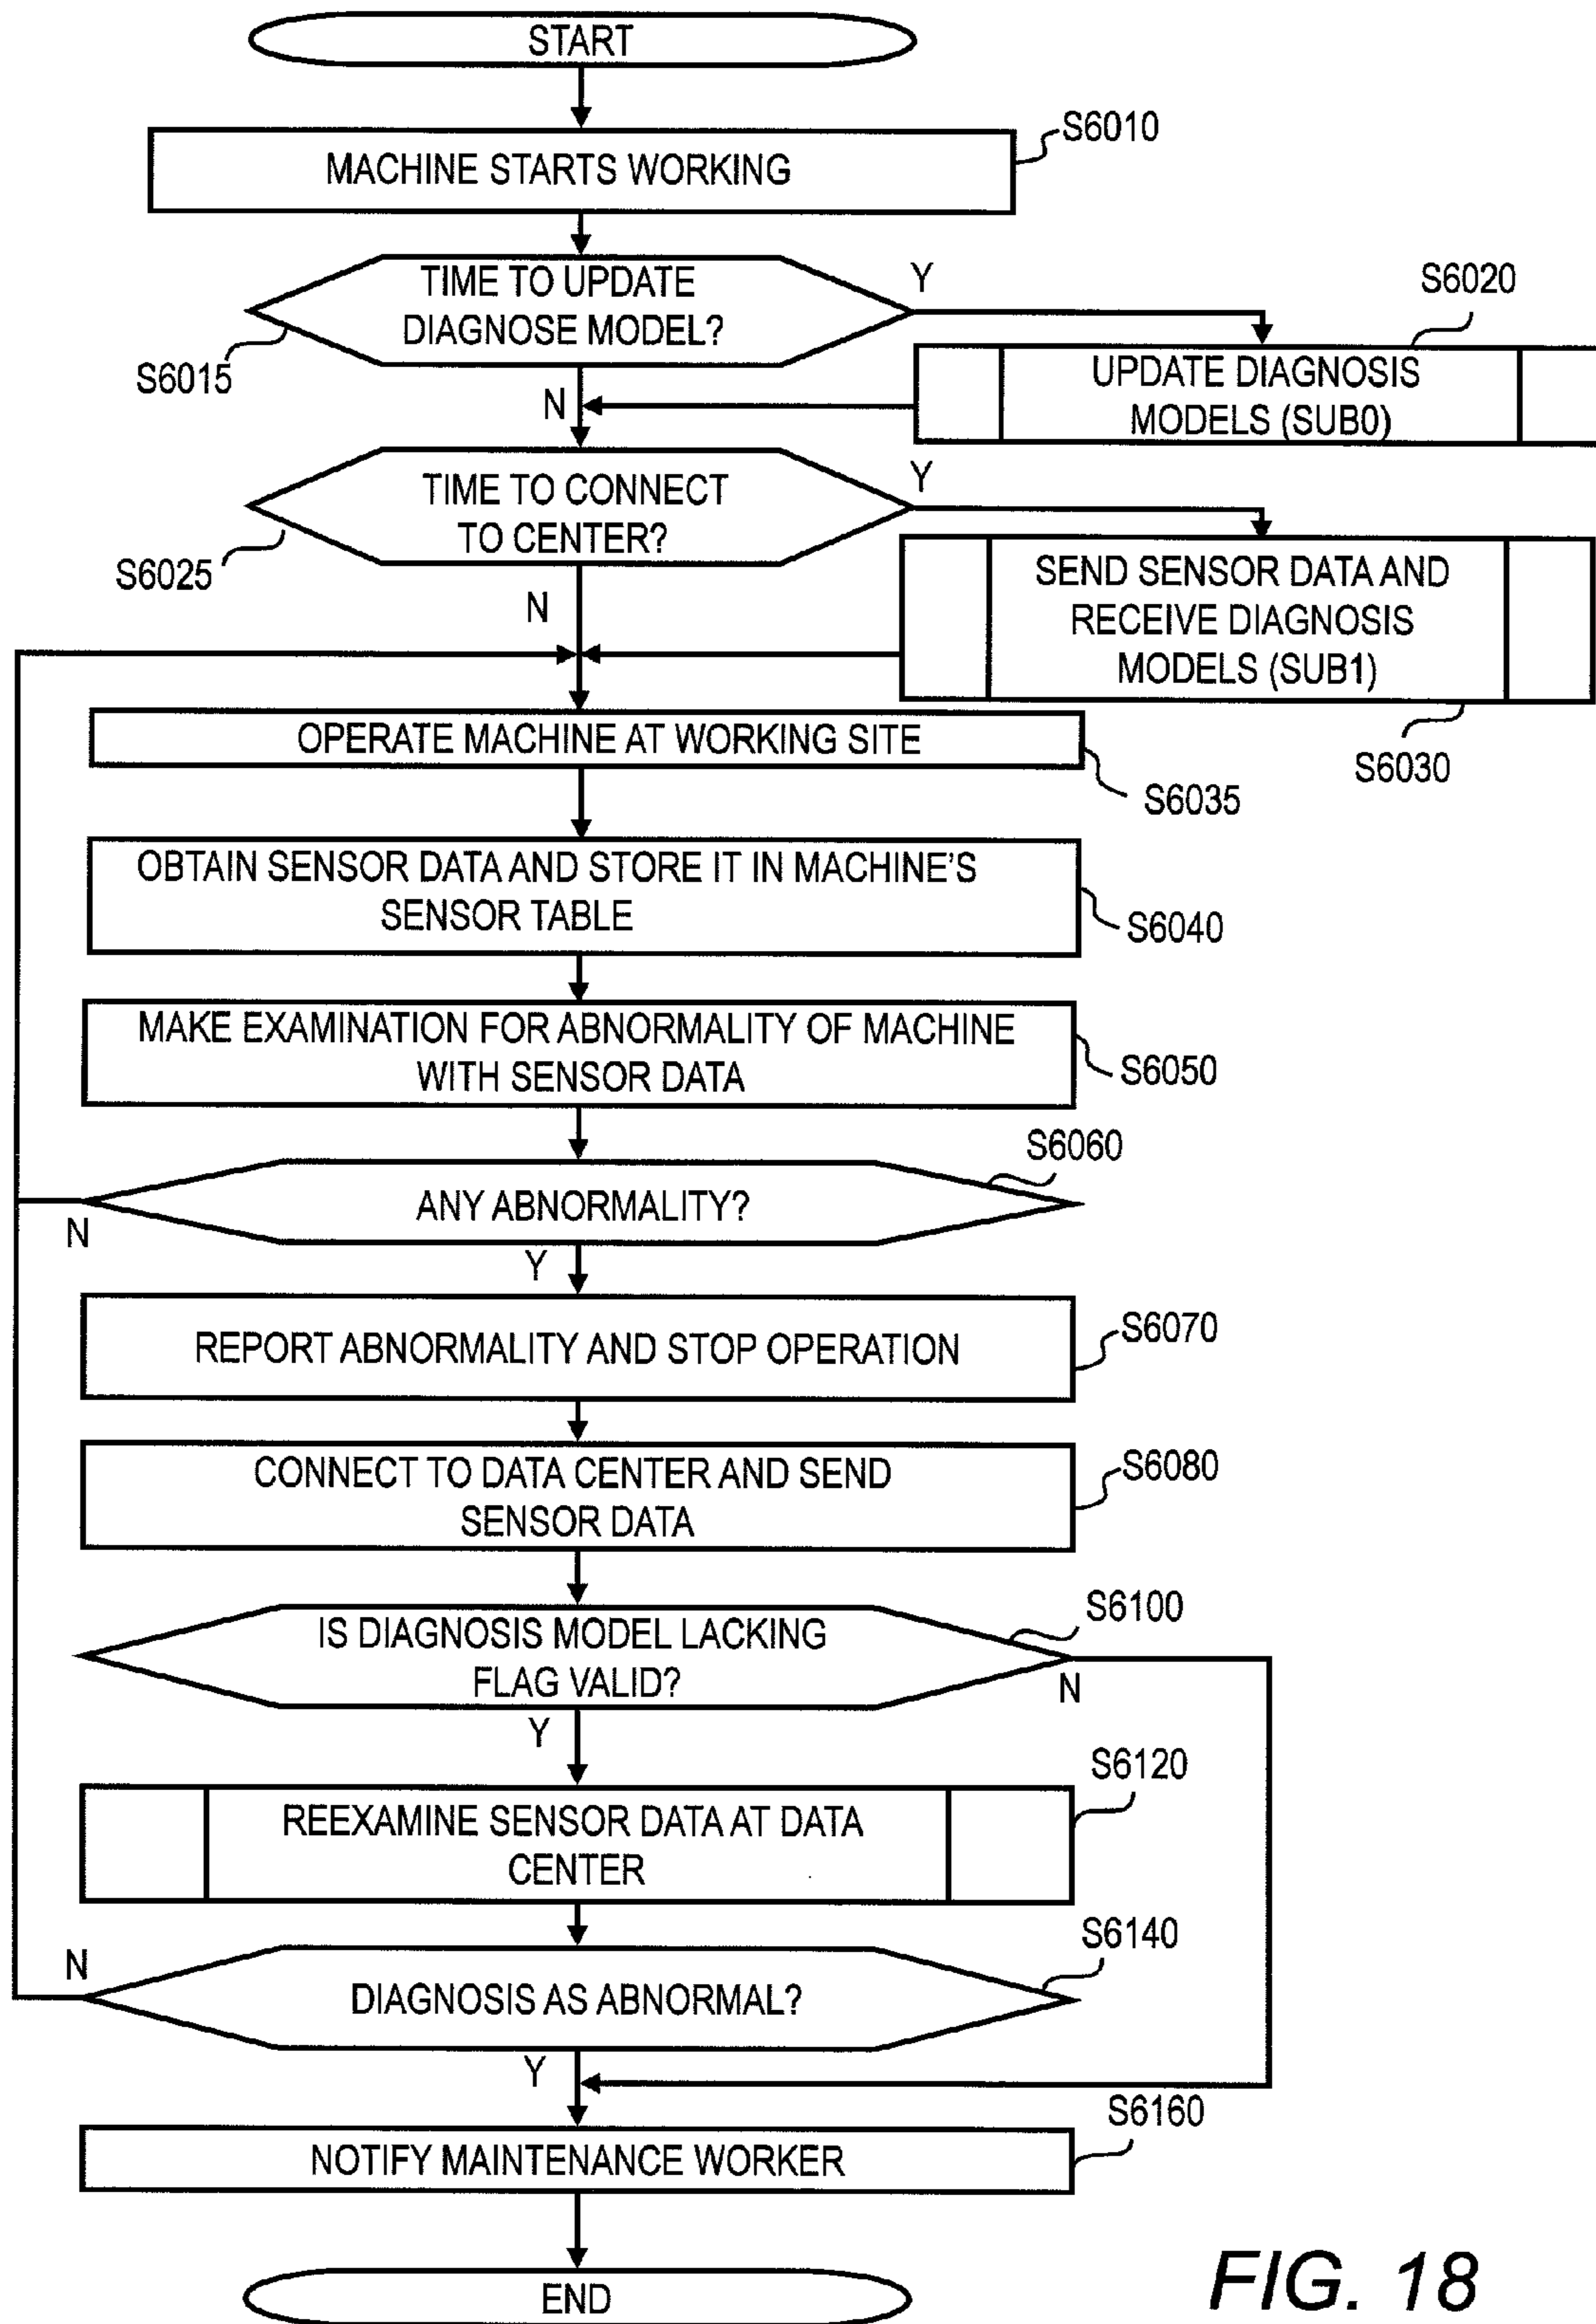 START
S6010
MACHINE STARTS WORKING
TIME TO UPDATE
DIAGNOSE MODEL?
Y
S6015
S6020
UPDATE DIAGNOSIS
MODELS (SUB0)
N
TIME TO CONNECT
TO CENTER?
Y
S6025
SEND SENSOR DATA AND
RECEIVE DIAGNOSIS
MODELS (SUB1)
S6030
N
OPERATE MACHINE AT WORKING SITE
S6035
OBTAIN SENSOR DATA AND STORE IT IN MACHINE'S
SENSOR TABLE
S6040
MAKE EXAMINATION FOR ABNORMALITY OF MACHINE
WITH SENSOR DATA
S6050
S6060
ANY ABNORMALITY?
N
Y
REPORT ABNORMALITY AND STOP OPERATION
S6070
CONNECT TO DATA CENTER AND SEND
SENSOR DATA
S6080
S6100
IS DIAGNOSIS MODEL LACKING
FLAG VALID?
N
Y
S6120
REEXAMINE SENSOR DATA AT DATA
CENTER
S6140
N
DIAGNOSIS AS ABNORMAL?
Y
S6160
NOTIFY MAINTENANCE WORKER
END
FIG. 18